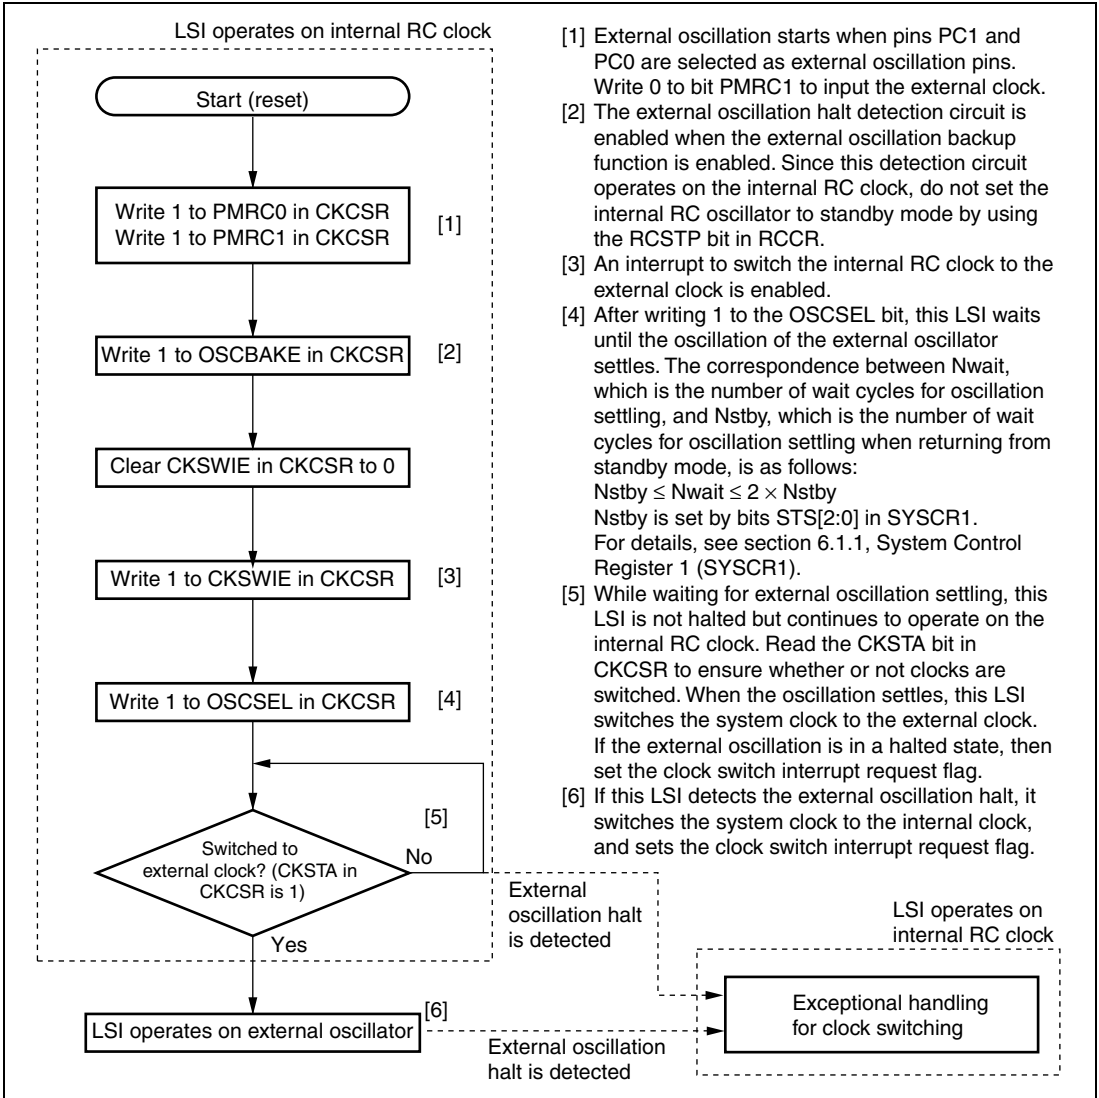 LSI operates on internal RC clock
Start (reset)
Write 1 to PMRC0 in CKCSR
Write 1 to PMRC1 in CKCSR
[1]
Write 1 to OSCBAKE in CKCSR
[2]
Clear CKSWIE in CKCSR to 0
Write 1 to CKSWIE in CKCSR
[3]
Write 1 to OSCSEL in CKCSR
[4]
[5]
Switched to
external clock? (CKSTA in
CKCSR is 1)
No
Yes
External
oscillation halt
is detected
LSI operates on external oscillator
[6]
External oscillation
halt is detected
LSI operates on
internal RC clock
Exceptional handling
for clock switching
[1] External oscillation starts when pins PC1 and
PC0 are selected as external oscillation pins.
Write 0 to bit PMRC1 to input the external clock.
[2] The external oscillation halt detection circuit is
enabled when the external oscillation backup
function is enabled. Since this detection circuit
operates on the internal RC clock, do not set the
internal RC oscillator to standby mode by using
the RCSTP bit in RCCR.
[3] An interrupt to switch the internal RC clock to the
external clock is enabled.
[4] After writing 1 to the OSCSEL bit, this LSI waits
until the oscillation of the external oscillator
settles. The correspondence between Nwait,
which is the number of wait cycles for oscillation
settling, and Nstby, which is the number of wait
cycles for oscillation settling when returning from
standby mode, is as follows:
Nstby ≤ Nwait ≤ 2 × Nstby
Nstby is set by bits STS[2:0] in SYSCR1.
For details, see section 6.1.1, System Control
Register 1 (SYSCR1).
[5] While waiting for external oscillation settling, this
LSI is not halted but continues to operate on the
internal RC clock. Read the CKSTA bit in
CKCSR to ensure whether or not clocks are
switched. When the oscillation settles, this LSI
switches the system clock to the external clock.
If the external oscillation is in a halted state, then
set the clock switch interrupt request flag.
[6] If this LSI detects the external oscillation halt, it
switches the system clock to the internal clock,
and sets the clock switch interrupt request flag.